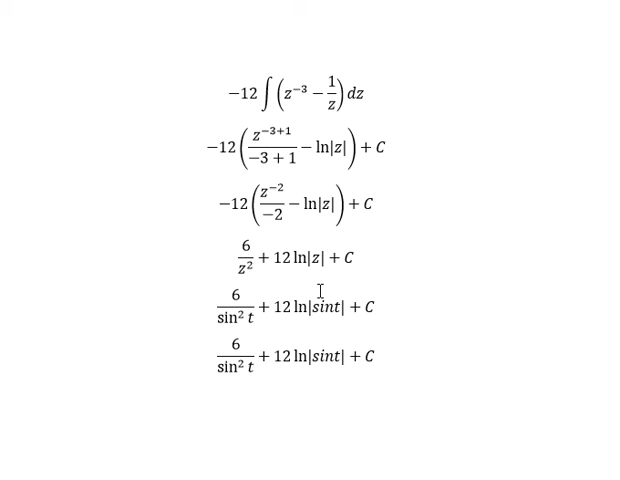 −12 ∫ (z⁻³ − 1/z) dz
−12 (z⁻³⁺¹/(−3 + 1) − ln|z|) + C
−12 (z⁻²/−2 − ln|z|) + C
6/z² + 12 ln|z| + C
6/sin² t + 12 ln|sint| + C
6/sin² t + 12 ln|sint| + C